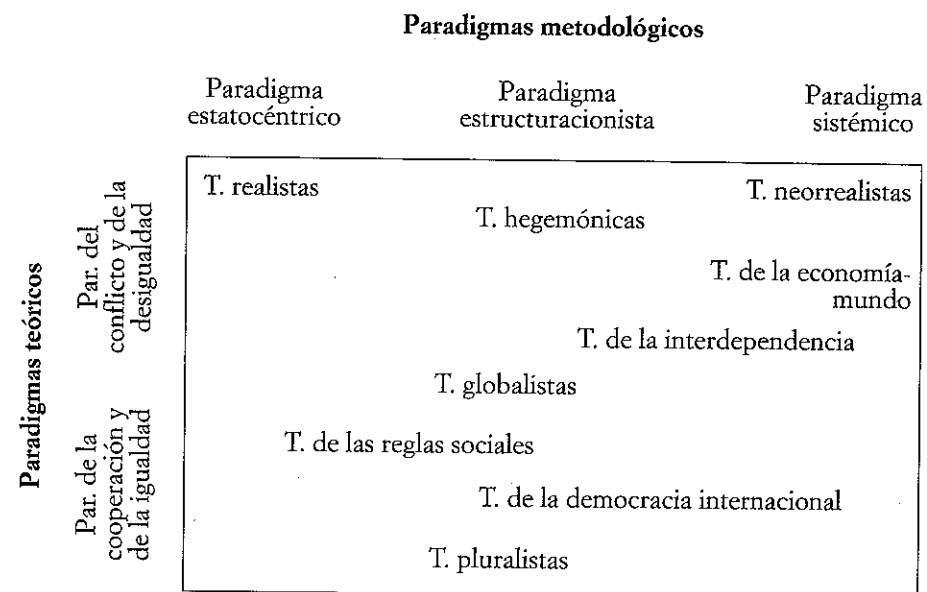 Paradigmas metodológicos
Paradigma
estatocéntrico
Paradigma
estructuracionista
Paradigma
sistémico
Paradigmas teóricos
Par. del
conflicto y de la
desigualdad
Par. de la
cooperación y
de la igualdad
T. realistas
T. neorrealistas
T. hegemónicas
T. de la economía-
mundo
T. de la interdependencia
T. globalistas
T. de las reglas sociales
T. de la democracia internacional
T. pluralistas